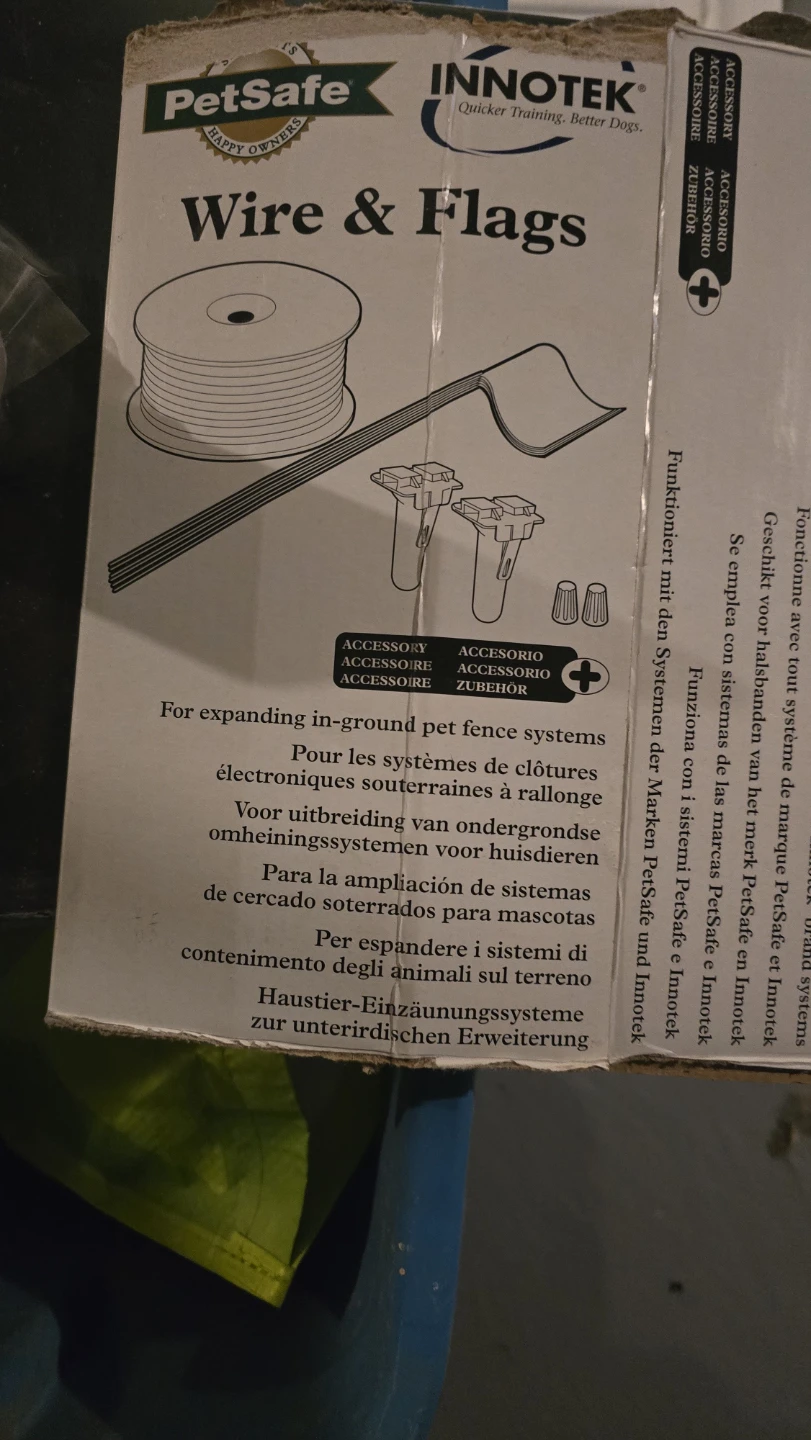 PetSafe®
HAPPY OWNERS
INNOTEK®
Quicker Training. Better Dogs.
Wire & Flags
ACCESSORY ACCESORIO
ACCESSOIRE ACCESSORIO
ACCESSOIRE ZUBEHÖR
For expanding in-ground pet fence systems
Pour les systèmes de clôtures
électroniques souterraines à rallonge
Voor uitbreiding van ondergrondse
omheiningssystemen voor huisdieren
Para la ampliación de sistemas
de cercado soterrados para mascotas
Per espandere i sistemi di
contenimento degli animali sul terreno
Haustier-Einzäunungssysteme
zur unterirdischen Erweiterung
ACCESSORY ACCESORIO
ACCESSOIRE ACCESSORIO
ACCESSOIRE ZUBEHÖR
brand systems
Fonctionne avec tout système de marque PetSafe et Innotek
Geschikt voor halsbanden van het merk PetSafe en Innotek
Se emplea con sistemas de las marcas PetSafe e Innotek
Funziona con i sistemi PetSafe e Innotek
Funktioniert mit den Systemen der Marken PetSafe und Innotek